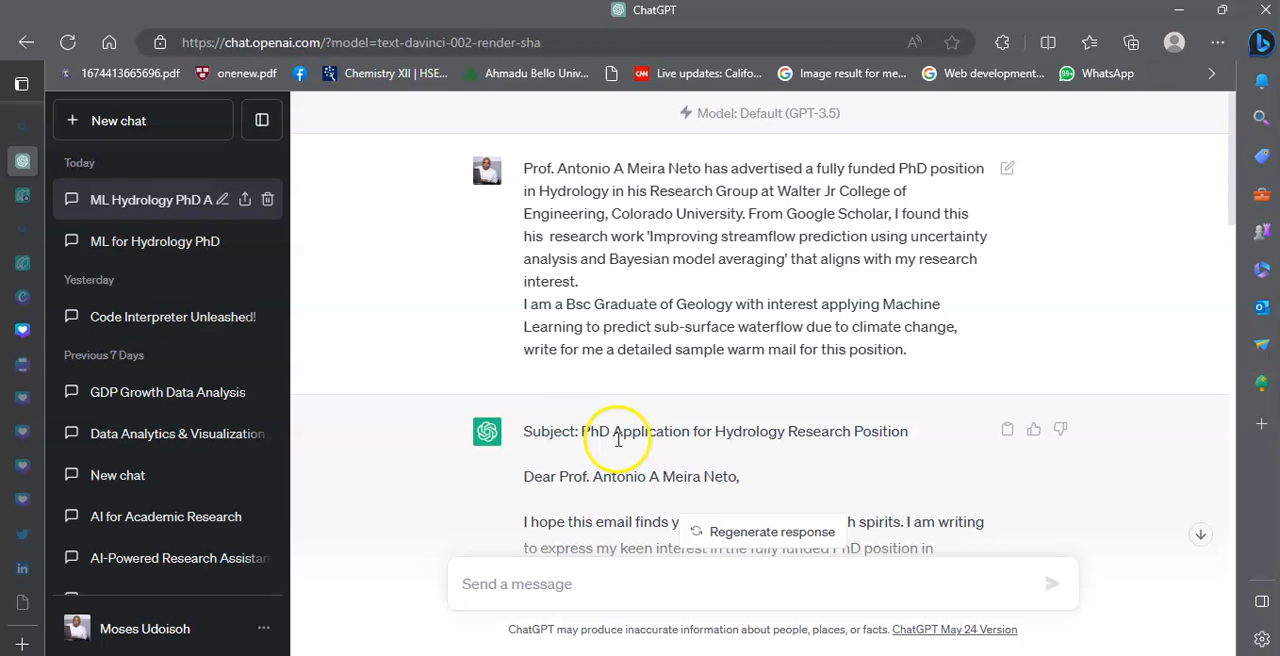 ChatGPT
https://chat.openai.com/?model=text-davinci-002-render-sha
1674413665696.pdf
onenew.pdf
Chemistry XII | HSE...
Ahmadu Bello Univ...
CNN
Live updates: Califo...
Image result for me...
Web development...
99+
WhatsApp
New chat
Today
ML Hydrology PhD A
ML for Hydrology PhD
Yesterday
Code Interpreter Unleashed!
Previous 7 Days
GDP Growth Data Analysis
Data Analytics & Visualization
New chat
AI for Academic Research
AI-Powered Research Assistan
Moses Udoisoh
Model: Default (GPT-3.5)
Prof. Antonio A Meira Neto has advertised a fully funded PhD position
in Hydrology in his Research Group at Walter Jr College of
Engineering, Colorado University. From Google Scholar, I found this
his research work 'Improving streamflow prediction using uncertainty
analysis and Bayesian model averaging' that aligns with my research
interest.
I am a Bsc Graduate of Geology with interest applying Machine
Learning to predict sub-surface waterflow due to climate change,
write for me a detailed sample warm mail for this position.
Subject: PhD Application for Hydrology Research Position
Dear Prof. Antonio A Meira Neto,
I hope this email finds y h spirits. I am writing
to express my keen interest in the fully funded PhD position in
Regenerate response
Send a message
ChatGPT may produce inaccurate information about people, places, or facts. ChatGPT May 24 Version